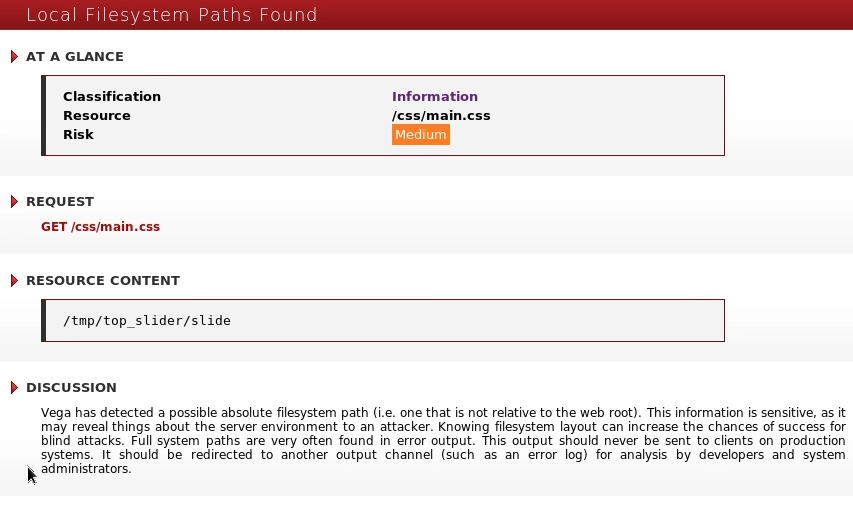 Local Filesystem Paths Found
AT A GLANCE
Classification Information
Resource /css/main.css
Risk Medium
REQUEST
GET /css/main.css
RESOURCE CONTENT
/tmp/top_slider/slide
DISCUSSION
Vega has detected a possible absolute filesystem path (i.e. one that is not relative to the web root). This information is sensitive, as it
may reveal things about the server environment to an attacker. Knowing filesystem layout can increase the chances of success for
blind attacks. Full system paths are very often found in error output. This output should never be sent to clients on production
systems. It should be redirected to another output channel (such as an error log) for analysis by developers and system
administrators.